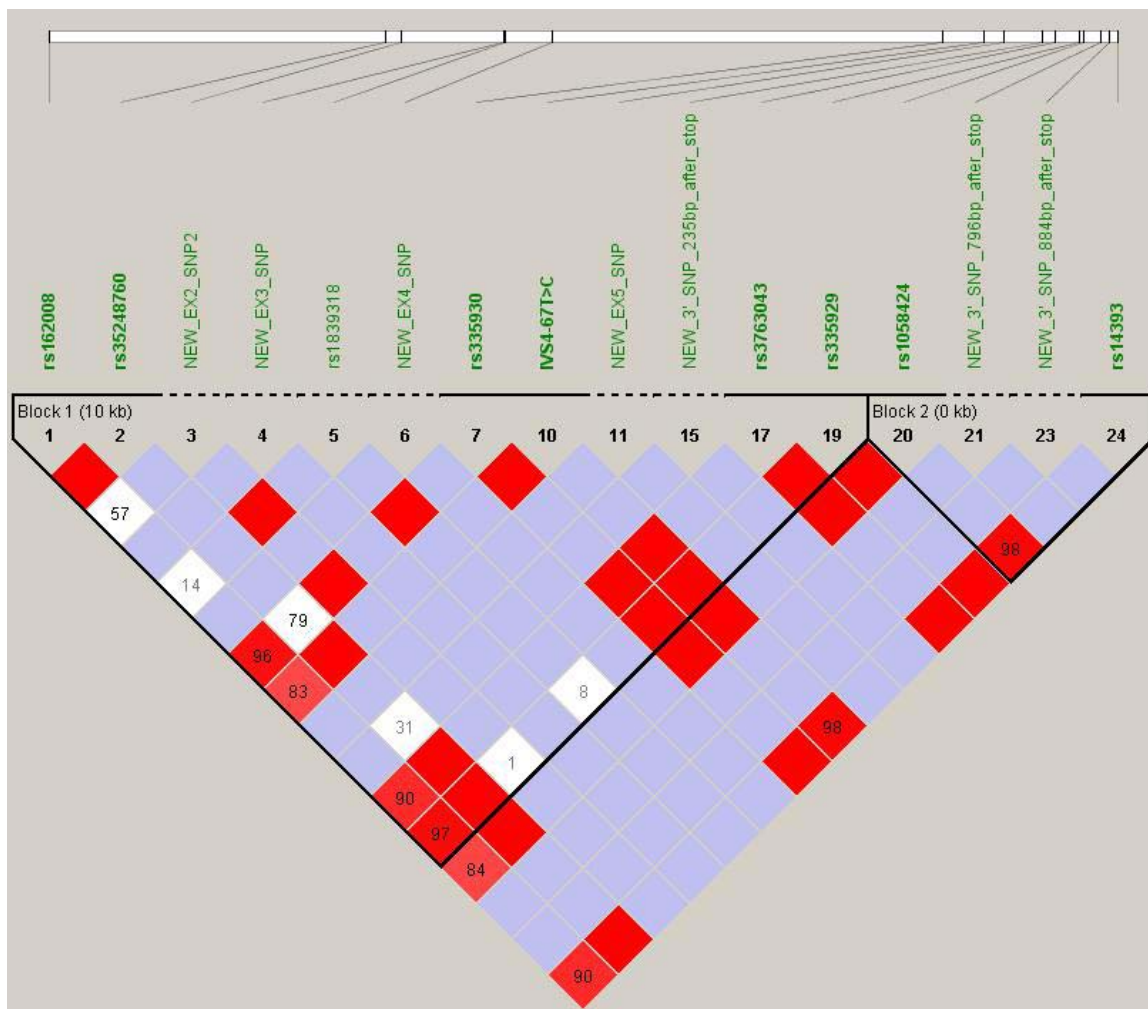 rs162008
rs35248760
NEW_EX2_SNP2
NEW_EX3_SNP
rs1839318
NEW_EX4_SNP
rs335930
IVS4-67T>C
NEW_EX5_SNP
NEW_3'_SNP_235bp_after_stop
rs3763043
rs335929
rs1058424
NEW_3'_SNP_796bp_after_stop
NEW_3'_SNP_884bp_after_stop
rs14393
Block 1 (10 kb) Block 2 (0 kb)
1 2 3 4 5 6 7 10 11 15 17 19 20 21 23 24
57
98
14
79
96
83 8
31 98
1
90
97
84
90